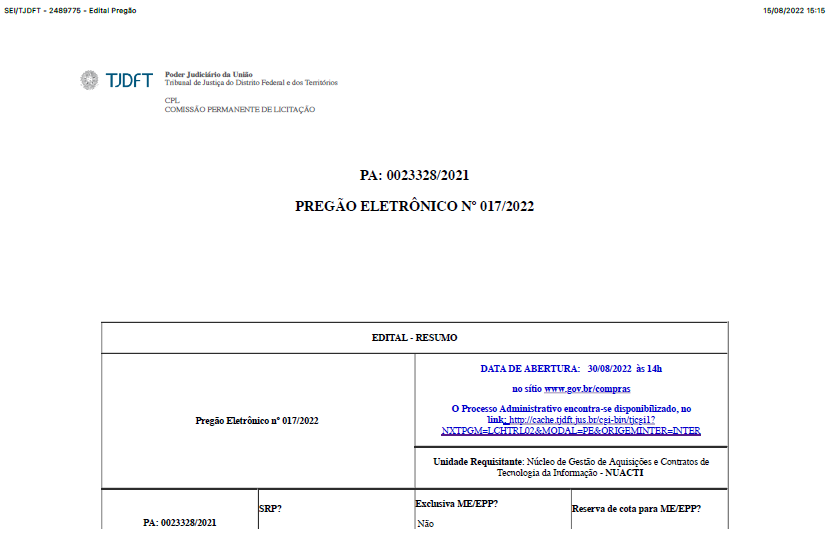 SEI/TJDFT - 2489775 - Edital Pregão
15/08/2022 15:15
TJDFT
Poder Judiciário da União
Tribunal de Justiça do Distrito Federal e dos Territórios
CPL
COMISSÃO PERMANENTE DE LICITAÇÃO
PA: 0023328/2021
PREGÃO ELETRÔNICO Nº 017/2022
EDITAL - RESUMO
Pregão Eletrônico nº 017/2022
DATA DE ABERTURA: 30/08/2022 às 14h
no sítio www.gov.br/compras
O Processo Administrativo encontra-se disponibilizado, no
link: http://cache.tjdft.jus.br/cgi-bin/tjcgi1?
NXTPGM=LCHTRL02&MODAL=PE&ORIGEMINTER=INTER
Unidade Requisitante: Núcleo de Gestão de Aquisições e Contratos de
Tecnologia da Informação - NUACTI
PA: 0023328/2021
SRP?
Exclusiva ME/EPP?
Não
Reserva de cota para ME/EPP?